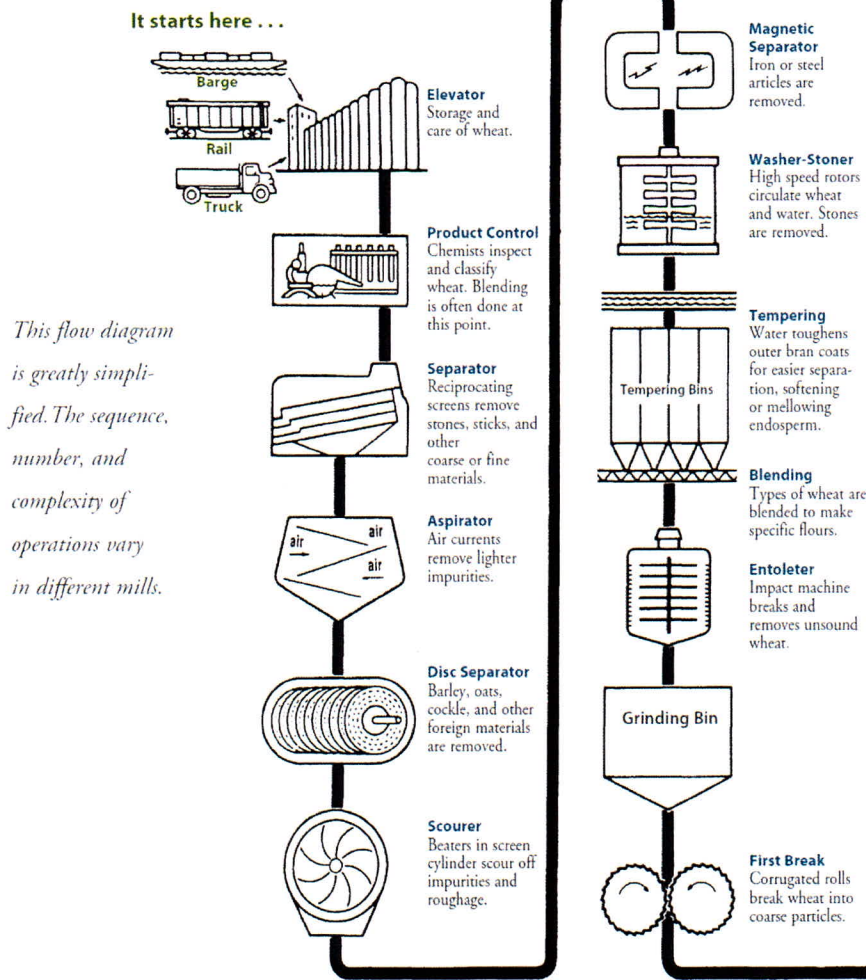 It starts here . . .
Barge
Rail
Truck
Elevator
Storage and
care of wheat.
Product Control
Chemists inspect
and classify
wheat. Blending
is often done at
this point.
This flow diagram
is greatly simpli-
fied. The sequence,
number, and
complexity of
operations vary
in different mills.
Separator
Reciprocating
screens remove
stones, sticks, and
other
coarse or fine
materials.
Aspirator
Air currents
remove lighter
impurities.
air
air
air
Disc Separator
Barley, oats,
cockle, and other
foreign materials
are removed.
Scourer
Beaters in screen
cylinder scour off
impurities and
roughage.
Magnetic
Separator
Iron or steel
articles are
removed.
Washer-Stoner
High speed rotors
circulate wheat
and water. Stones
are removed.
Tempering
Water toughens
outer bran coats
for easier separa-
tion, softening
or mellowing
endosperm.
Tempering Bins
Blending
Types of wheat are
blended to make
specific flours.
Entoleter
Impact machine
breaks and
removes unsound
wheat.
Grinding Bin
First Break
Corrugated rolls
break wheat into
coarse particles.